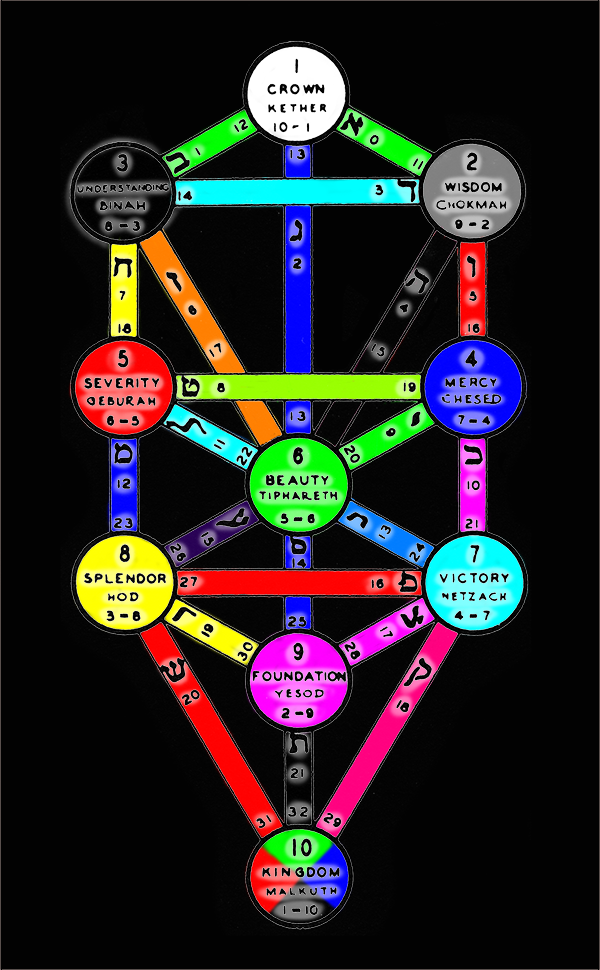 1
CROWN
KETHER
10 - 1
12
1
ב
א
0
11
13
3
UNDERSTANDING
BINAH
8 - 3
2
WISDOM
CHOKMAH
9 - 2
14
3
ד
ג
2
ח
7
18
ז
6
17
ה
4
15
ו
5
16
5
SEVERITY
GEBURAH
6 - 5
4
MERCY
CHESED
7 - 4
ט
8
19
13
ל
11
22
י
9
20
6
BEAUTY
TIPHARETH
5 - 6
מ
12
23
כ
10
21
ע
15
26
נ
13
24
ס
14
25
8
SPLENDOR
HOD
3 - 8
7
VICTORY
NETZACH
4 - 7
27
16
פ
ר
19
30
צ
17
28
9
FOUNDATION
YESOD
2 - 9
ש
20
31
ת
21
32
ק
18
29
10
KINGDOM
MALKUTH
1 - 10